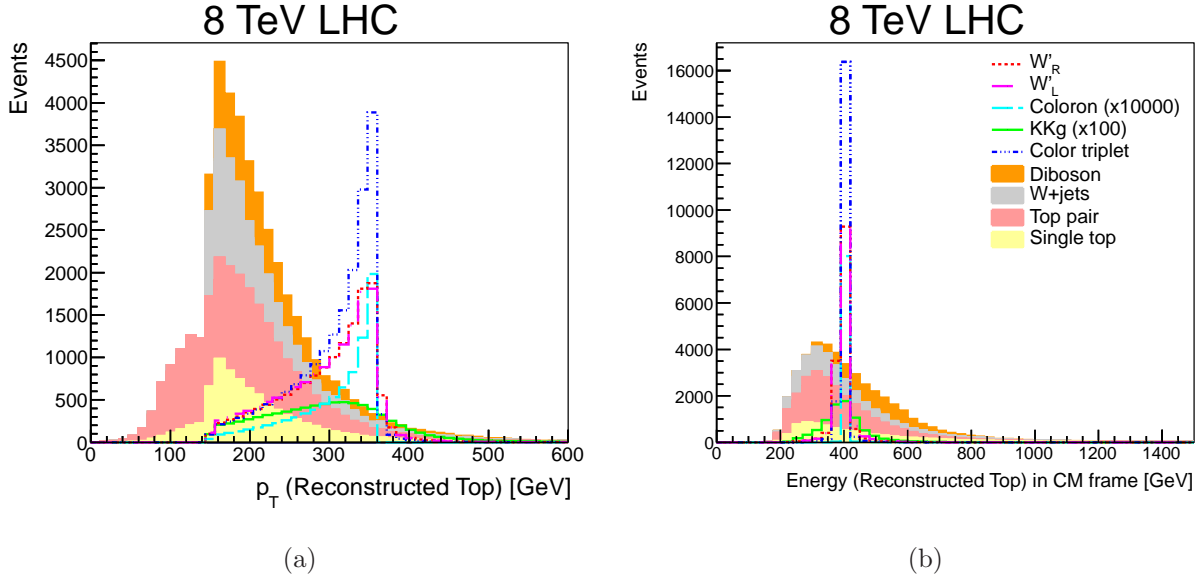 8 TeV LHC
Events
4500
4000
3500
3000
2500
2000
1500
1000
500
0
0 100 200 300 400 500 600
p_T (Reconstructed Top) [GeV]
(a)
8 TeV LHC
Events
16000
14000
12000
10000
8000
6000
4000
2000
0
0 200 400 600 800 1000 1200 1400
Energy (Reconstructed Top) in CM frame [GeV]
W'_R
W'_L
Coloron (x10000)
KKg (x100)
Color triplet
Diboson
W+jets
Top pair
Single top
(b)